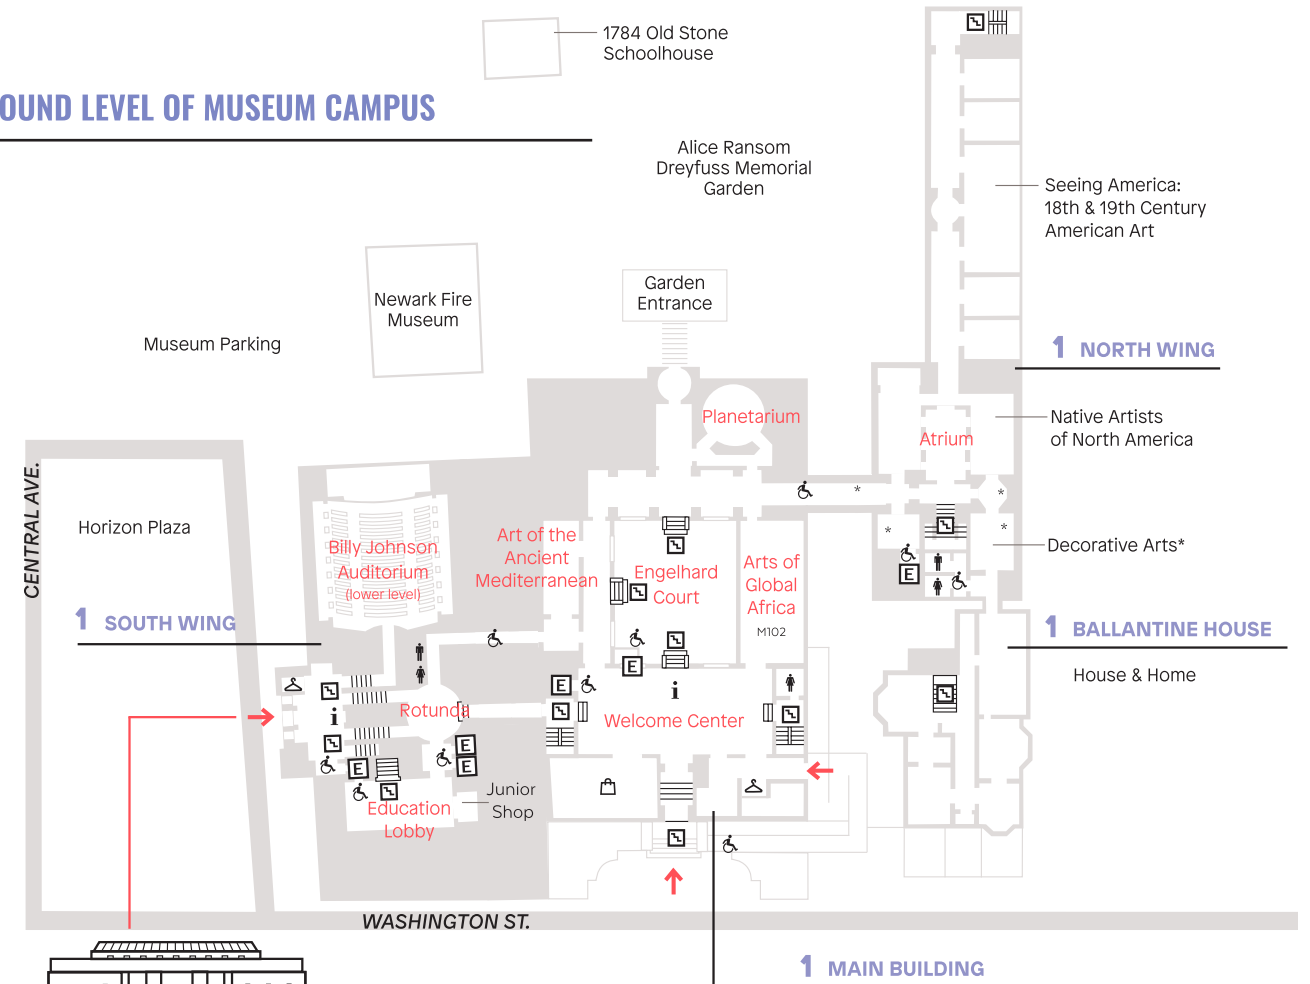 1784 Old Stone
Schoolhouse
OUND LEVEL OF MUSEUM CAMPUS
Alice Ransom
Dreyfuss Memorial
Garden
Seeing America:
18th & 19th Century
American Art
Garden
Entrance
Newark Fire
Museum
Museum Parking
1 NORTH WING
Planetarium
Native Artists
of North America
Atrium
CENTRAL AVE.
*
*
Horizon Plaza
*
*
Art of the
Ancient
Mediterranean
Billy Johnson
Auditorium
(lower level)
Decorative Arts*
Engelhard
Court
Arts of
Global
Africa
M102
E
1 SOUTH WING
1 BALLANTINE HOUSE
House & Home
E
E
i
i
Rotunda
Welcome Center
E
E
E
Junior
Shop
Education
Lobby
WASHINGTON ST.
1 MAIN BUILDING